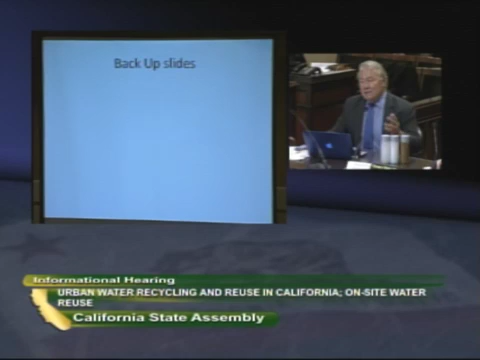 Back Up slides
Informational Hearing
URBAN WATER RECYCLING AND REUSE IN CALIFORNIA; ON-SITE WATER
REUSE
California State Assembly